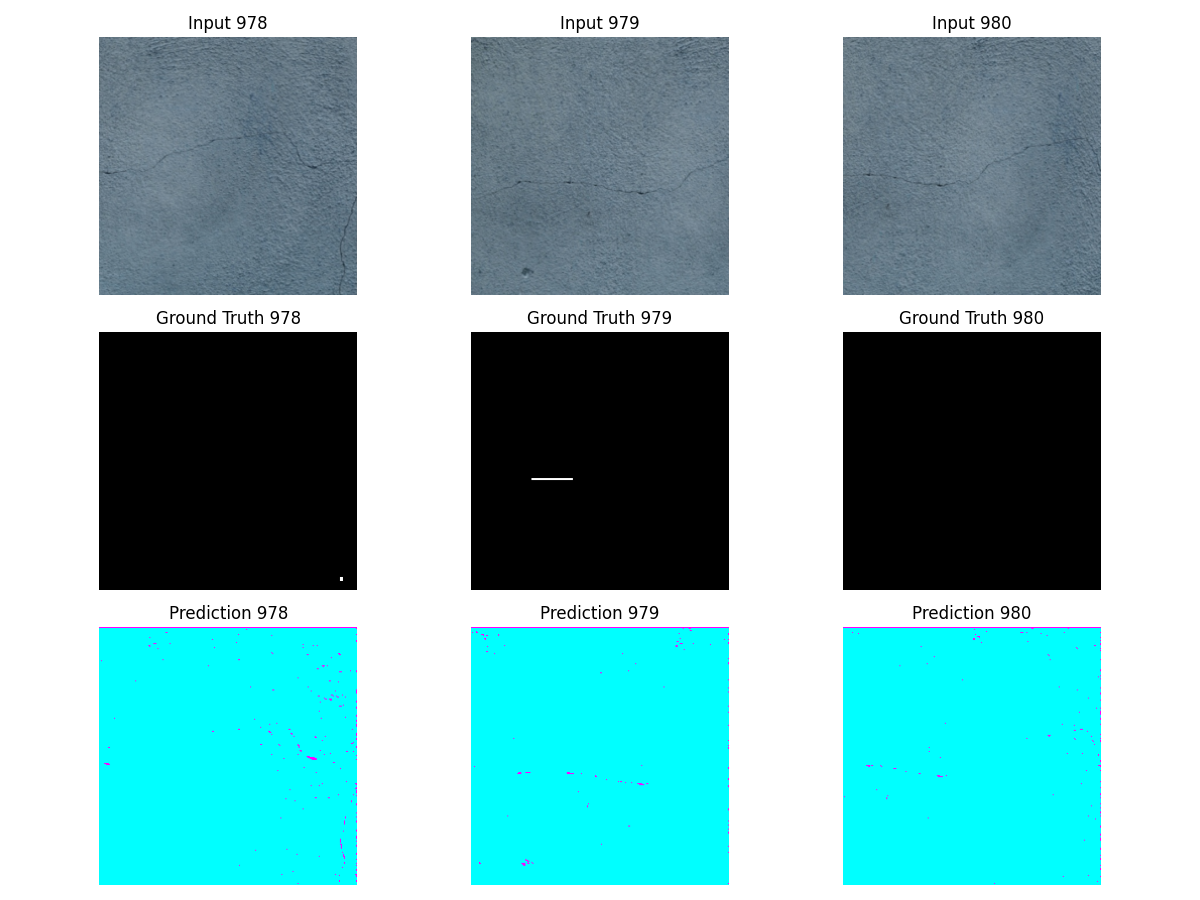 Input 978
Input 979
Input 980
Ground Truth 978
Ground Truth 979
Ground Truth 980
Prediction 978
Prediction 979
Prediction 980